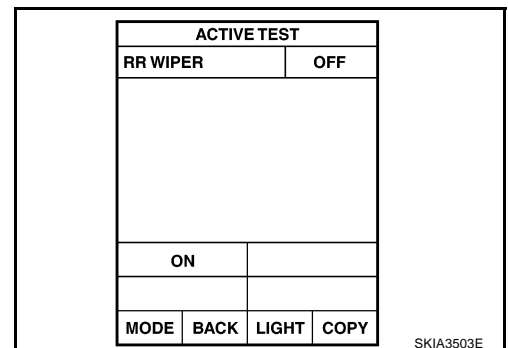 ACTIVE TEST
RR WIPER OFF
ON
MODE BACK LIGHT COPY
SKIA3503E